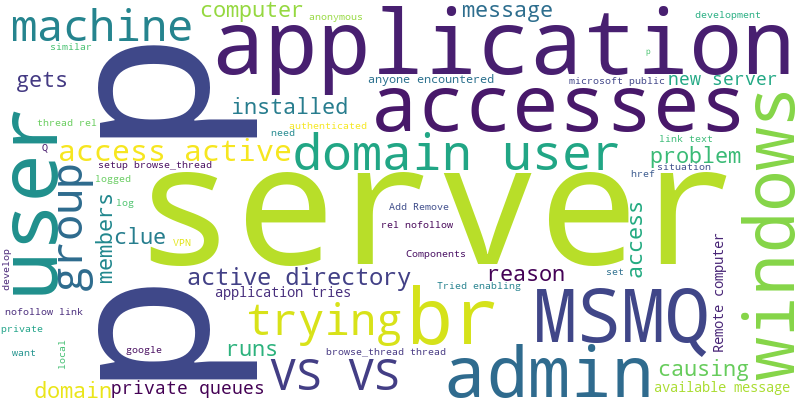 computer
message
anonymous
development
machine
application
similar
gets
anyone encountered
microsoft public
new server
p
installed
accesses
thread rel
authenticated
need
Q
access active
domain user
link text
problem
setup browse_thread
situation
href
user
group
p p
server
windows
logged
log
members
clue
VPN
Add Remove
rel nofollow
Components
access
active directory
reason
set
Remote computer
develop
application tries
Tried enabling
nofollow link
trying
br
MSMQ
private
google
runs
browse_thread thread
want
local
VS VS
admin
causing
domain
private queues
available message